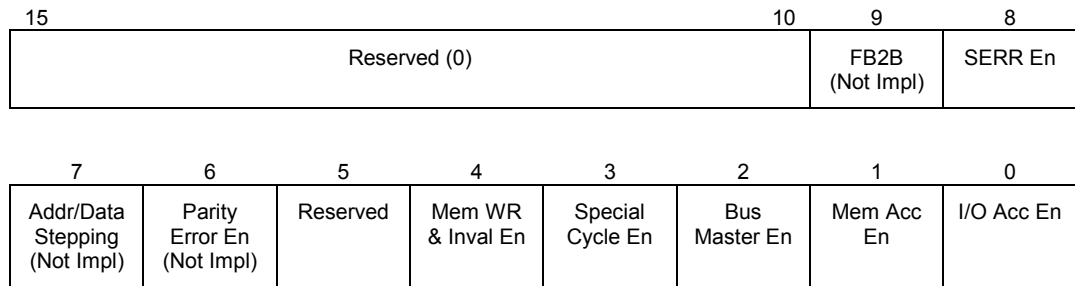 15 10 9 8
Reserved (0) FB2B SERR En
(Not Impl)
7 6 5 4 3 2 1 0
Addr/Data Parity Reserved Mem WR Special Bus Mem Acc I/O Acc En
Stepping Error En & Inval En Cycle En Master En En
(Not Impl) (Not Impl)